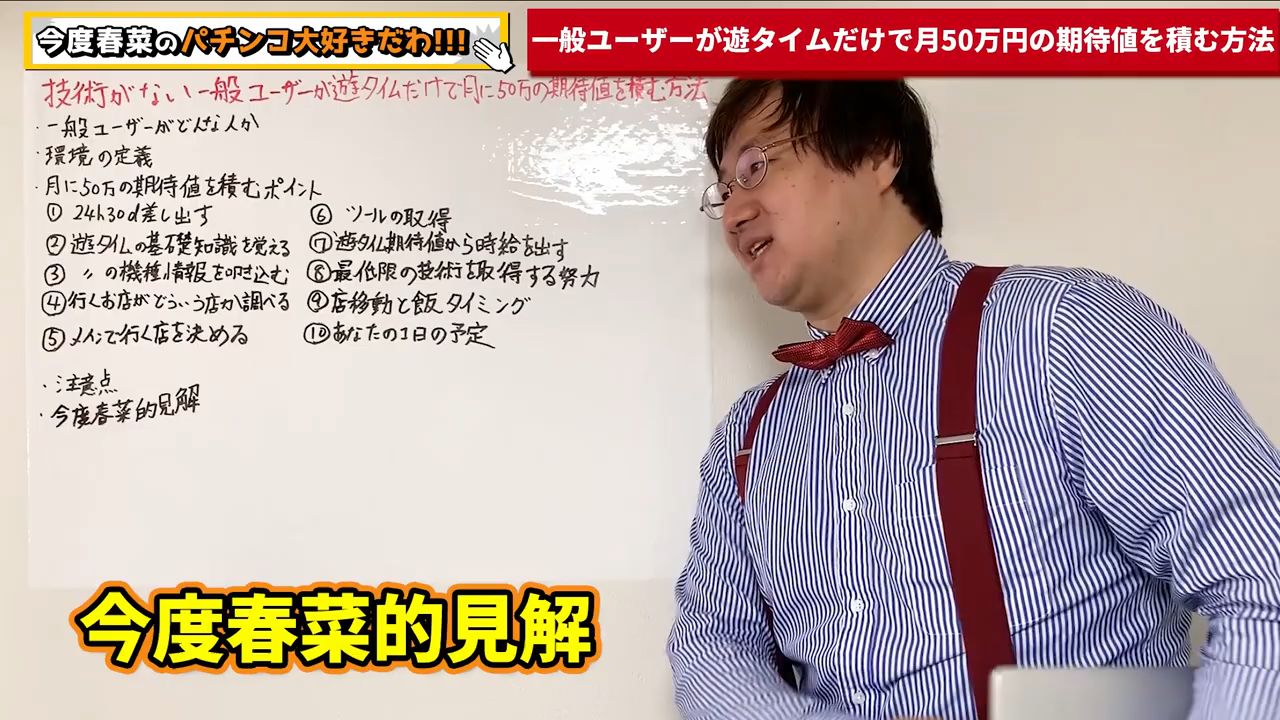 今度春菜のパチンコ大好きだわ!!!
一般ユーザーが遊タイムだけで月50万円の期待値を積む方法
技術がない一般ユーザーが遊タイムだけで月に50万の期待値を積む方法
・一般ユーザーがどんな人か
・環境の定義
・月に50万の期待値を積むポイント
① 24h30d差し出す
② 遊タイムの基礎知識を覚える
③ 〃 の機種情報を叩き込む
④ 行くお店がどういう店か調べる
⑤ メインで行く店を決める
⑥ ツールの取得
⑦ 遊タイム期待値から時給を出す
⑧ 最低限の技術を取得する努力
⑨ 店移動と飯タイミング
⑩ あなたの1日の予定
・注意点
・今度春菜的見解
今度春菜的見解